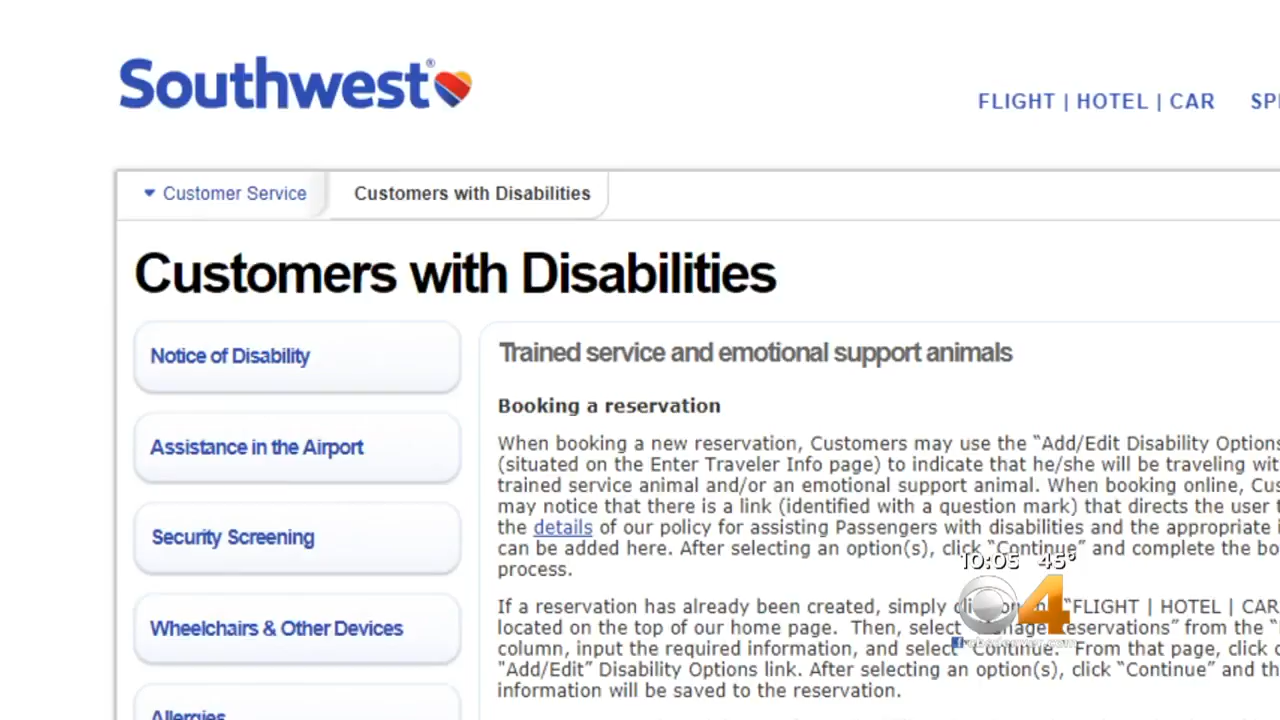 Southwest®
FLIGHT | HOTEL | CAR
Customer Service
Customers with Disabilities
Customers with Disabilities
Notice of Disability
Assistance in the Airport
Security Screening
Wheelchairs & Other Devices
Allergies
Trained service and emotional support animals
Booking a reservation
When booking a new reservation, Customers may use the “Add/Edit Disability Options
(situated on the Enter Traveler Info page) to indicate that he/she will be traveling
trained service animal and/or an emotional support animal. When booking online,
may notice that there is a link (identified with a question mark) that directs the user
the details of our policy for assisting Passengers with disabilities and the appropriate
can be added here. After selecting an option(s), click “Continue” and complete the
process.
If a reservation has already been created, simply “FLIGHT | HOTEL | CAR
located on the top of our home page. Then, select Reservations” from the
column, input the required information, and select “Continue.” From that page, click
"Add/Edit” Disability Options link. After selecting an option(s), click “Continue” and
information will be saved to the reservation.
10:05 45°
4